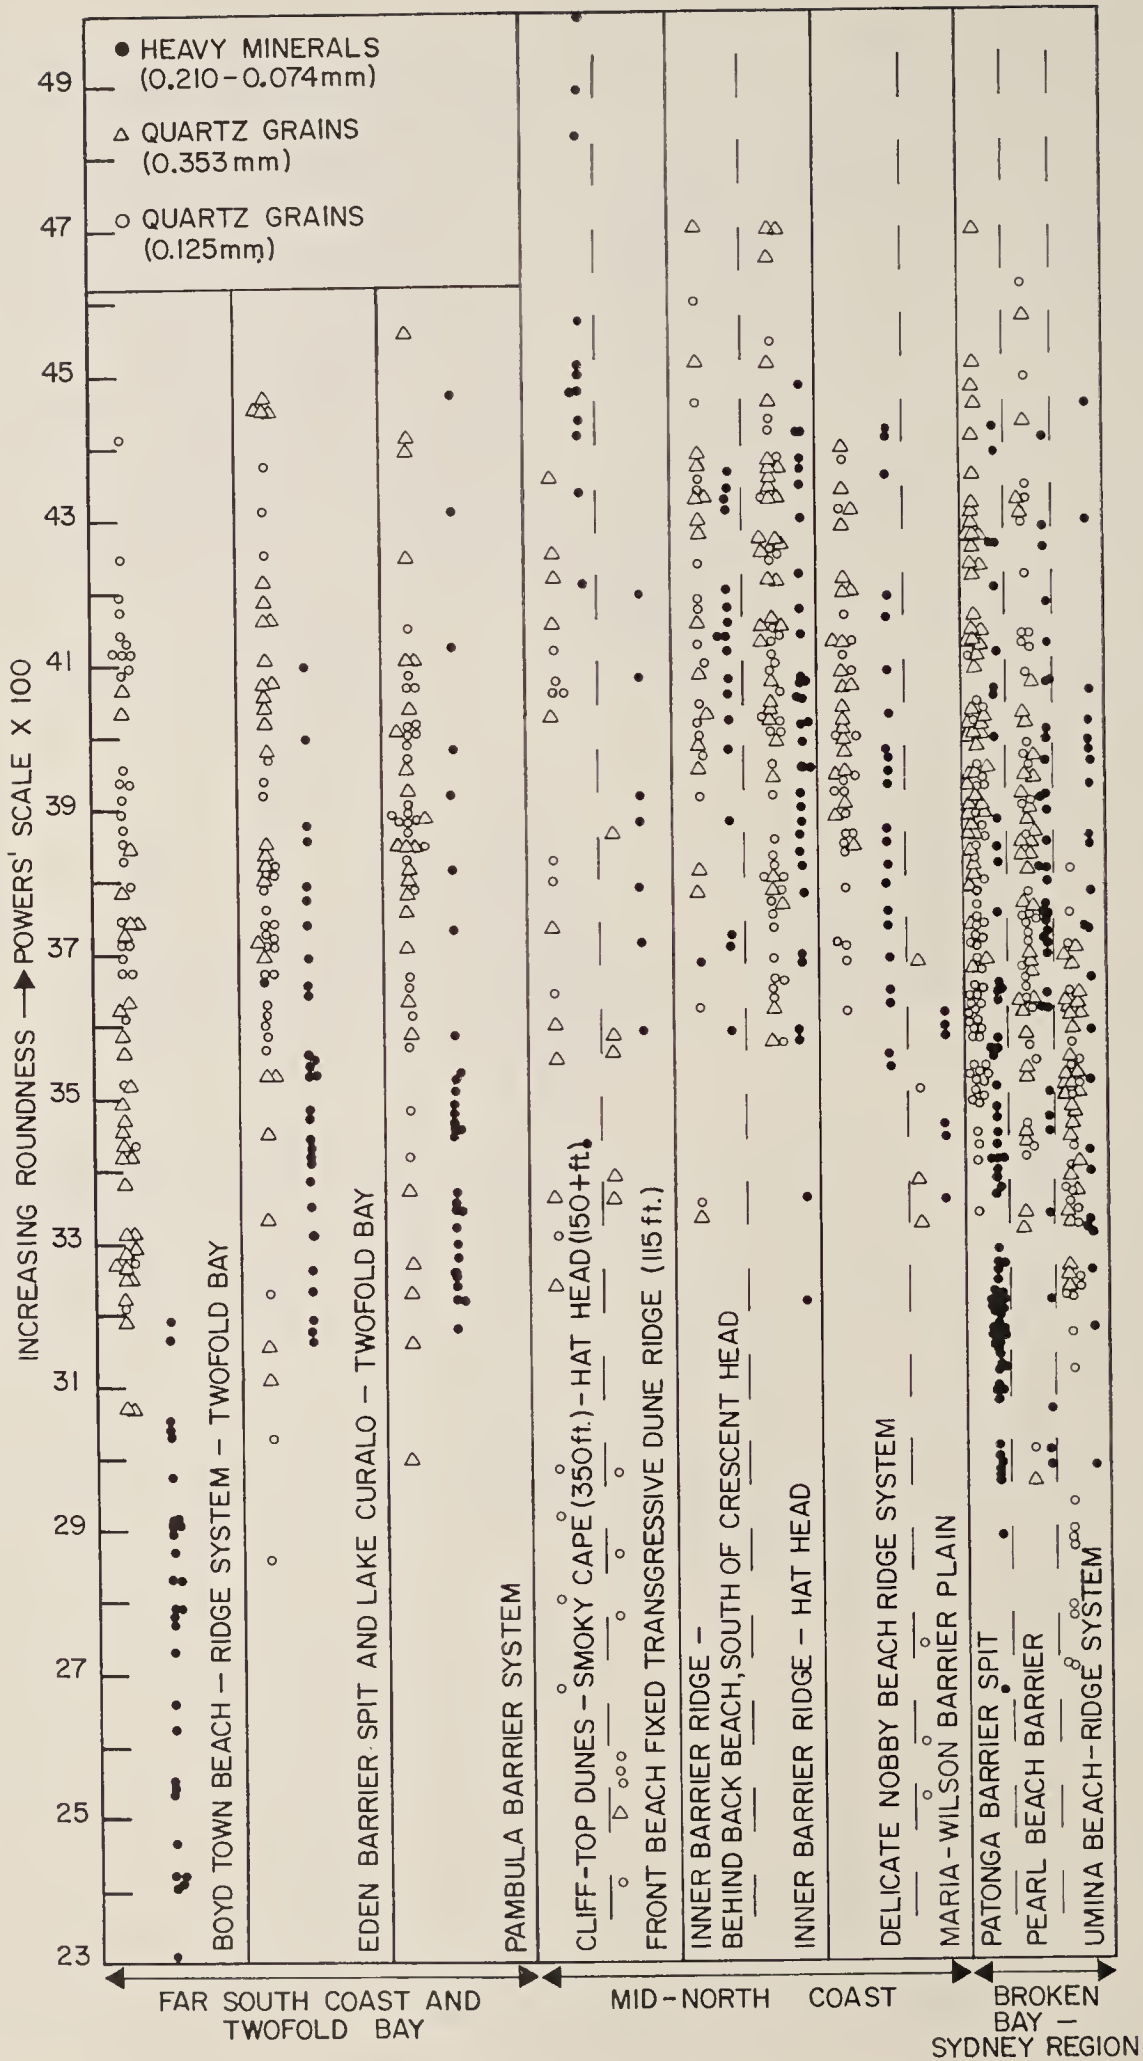 ● HEAVY MINERALS
(0.210-0.074mm)
△ QUARTZ GRAINS
(0.353mm)
○ QUARTZ GRAINS
(0.125mm)
49
47
45
43
41
39
37
35
33
31
29
27
25
23
INCREASING ROUNDNESS → POWERS' SCALE X 100
BOYD TOWN BEACH – RIDGE SYSTEM – TWOFOLD BAY
EDEN BARRIER SPIT AND LAKE CURALO – TWOFOLD BAY
PAMBULA BARRIER SYSTEM
CLIFF-TOP DUNES – SMOKY CAPE (350ft.) – HAT HEAD (150+ft.)
FRONT BEACH FIXED TRANSGRESSIVE DUNE RIDGE (115ft.)
INNER BARRIER RIDGE –
BEHIND BACK BEACH, SOUTH OF CRESCENT HEAD
INNER BARRIER RIDGE – HAT HEAD
DELICATE NOBBY BEACH RIDGE SYSTEM
MARIA-WILSON BARRIER PLAIN
PATONGA BARRIER SPIT
PEARL BEACH BARRIER
UMINA BEACH-RIDGE SYSTEM
FAR SOUTH COAST AND
TWOFOLD BAY
MID-NORTH COAST
BROKEN
BAY –
SYDNEY REGION